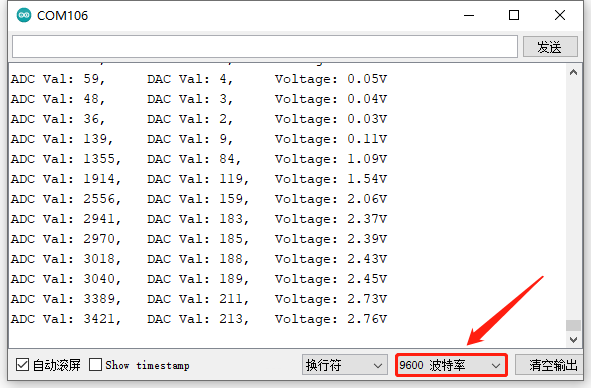 COM106
发送
ADC Val: 59, DAC Val: 4, Voltage: 0.05V
ADC Val: 48, DAC Val: 3, Voltage: 0.04V
ADC Val: 36, DAC Val: 2, Voltage: 0.03V
ADC Val: 139, DAC Val: 9, Voltage: 0.11V
ADC Val: 1355, DAC Val: 84, Voltage: 1.09V
ADC Val: 1914, DAC Val: 119, Voltage: 1.54V
ADC Val: 2556, DAC Val: 159, Voltage: 2.06V
ADC Val: 2941, DAC Val: 183, Voltage: 2.37V
ADC Val: 2970, DAC Val: 185, Voltage: 2.39V
ADC Val: 3018, DAC Val: 188, Voltage: 2.43V
ADC Val: 3040, DAC Val: 189, Voltage: 2.45V
ADC Val: 3389, DAC Val: 211, Voltage: 2.73V
ADC Val: 3421, DAC Val: 213, Voltage: 2.76V
自动滚屏 Show timestamp 换行符 9600 波特率 清空输出